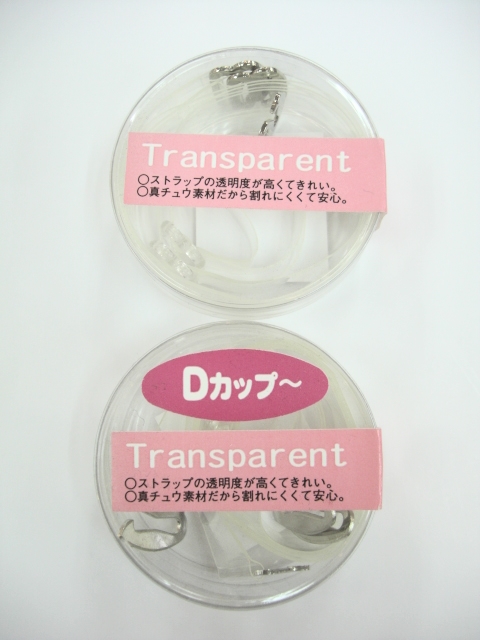 Transparent
○ストラップの透明度が高くてきれい。
○真チュウ素材だから割れにくくて安心。
Dカップ～
Transparent
○ストラップの透明度が高くてきれい。
○真チュウ素材だから割れにくくて安心。